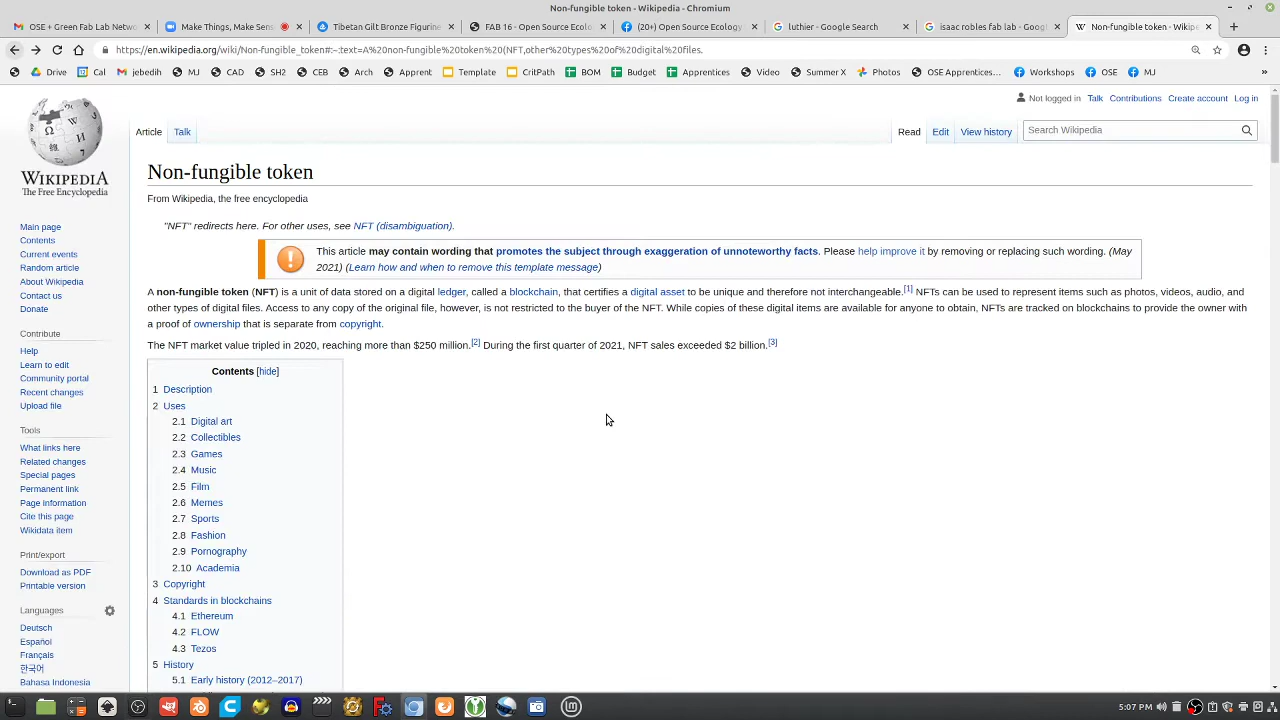 Non-fungible token - Wikipedia - Chromium
OSE + Green Fab Lab Networ
Make Things, Make Sens
Tibetan Gilt Bronze Figurine
FAB 16 - Open Source Ecolo
(20+) Open Source Ecology
luthier - Google Search
isaac robles fab lab - Goog
Non-fungible token - Wikipe
https://en.wikipedia.org/wiki/Non-fungible_token#:~:text=A%20non-fungible%20token%20(NFT,other%20types%20of%20digital%20files.
Drive
Cal
jebedit
MJ
CAD
SH2
CEB
Arch
Apprent
Template
CritPath
BOM
Budget
Apprentices
Video
Summer X
Photos
OSE Apprentices…
Workshops
OSE
MJ
»
Not logged in Talk Contributions Create account Log in
Article Talk
Read Edit View history
Search Wikipedia
WIKIPEDIA
The Free Encyclopedia
Main page
Contents
Current events
Random article
About Wikipedia
Contact us
Donate
Contribute
Help
Learn to edit
Community portal
Recent changes
Upload file
Tools
What links here
Related changes
Special pages
Permanent link
Page information
Cite this page
Wikidata item
Print/export
Download as PDF
Printable version
Languages
Deutsch
Español
Français
한국어
Bahasa Indonesia
Non-fungible token
From Wikipedia, the free encyclopedia
"NFT" redirects here. For other uses, see NFT (disambiguation).
This article may contain wording that promotes the subject through exaggeration of unnoteworthy facts. Please help improve it by removing or replacing such wording. (May
2021) (Learn how and when to remove this template message)
A non-fungible token (NFT) is a unit of data stored on a digital ledger, called a blockchain, that certifies a digital asset to be unique and therefore not interchangeable.[1] NFTs can be used to represent items such as photos, videos, audio, and
other types of digital files. Access to any copy of the original file, however, is not restricted to the buyer of the NFT. While copies of these digital items are available for anyone to obtain, NFTs are tracked on blockchains to provide the owner with
a proof of ownership that is separate from copyright.
The NFT market value tripled in 2020, reaching more than $250 million.[2] During the first quarter of 2021, NFT sales exceeded $2 billion.[3]
Contents [hide]
1 Description
2 Uses
2.1 Digital art
2.2 Collectibles
2.3 Games
2.4 Music
2.5 Film
2.6 Memes
2.7 Sports
2.8 Fashion
2.9 Pornography
2.10 Academia
3 Copyright
4 Standards in blockchains
4.1 Ethereum
4.2 FLOW
4.3 Tezos
5 History
5.1 Early history (2012–2017)
5:07 PM